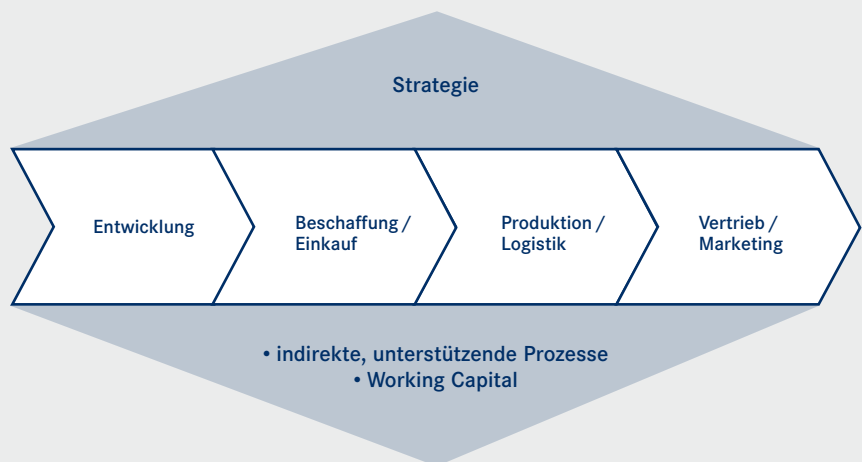 Strategie
Entwicklung
Beschaffung /
Einkauf
Produktion /
Logistik
Vertrieb /
Marketing
• indirekte, unterstützende Prozesse
• Working Capital